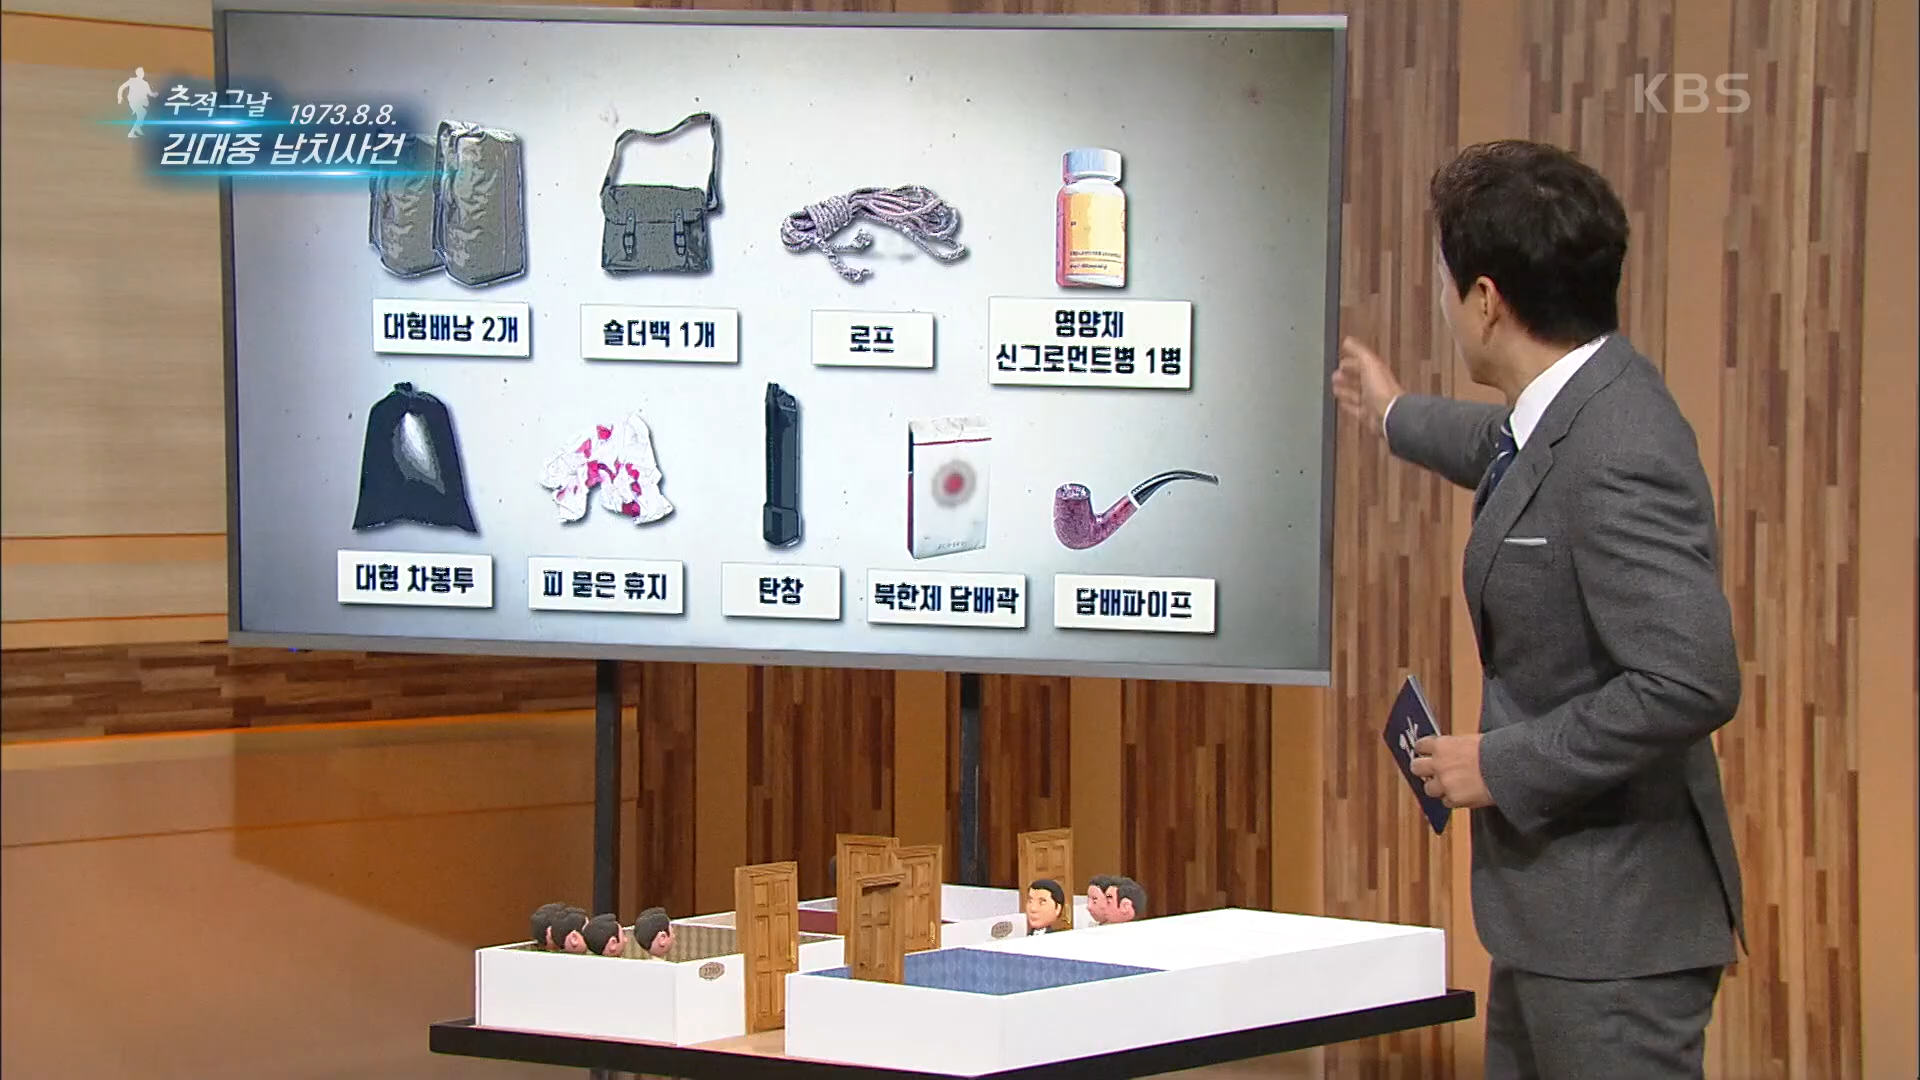 추적그날
1973.8.8.
김대중 납치사건
KBS
대형배낭 2개
숄더백 1개
로프
영양제
신그로먼트병 1병
대형 차봉투
피 묻은 휴지
탄창
북한제 담배곽
담배파이프